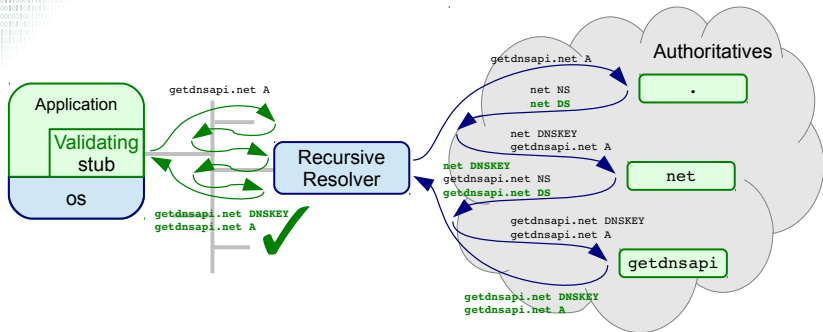 Authoritatives
getdnsapi.net A
.
net NS
net DS
Application
getdnsapi.net A
Validating
stub
os
Recursive
Resolver
net DNSKEY
getdnsapi.net A
net DNSKEY
getdnsapi.net NS
getdnsapi.net DS
net
getdnsapi.net DNSKEY
getdnsapi.net A
getdnsapi.net DNSKEY
getdnsapi.net A
getdnsapi
getdnsapi.net DNSKEY
getdnsapi.net A